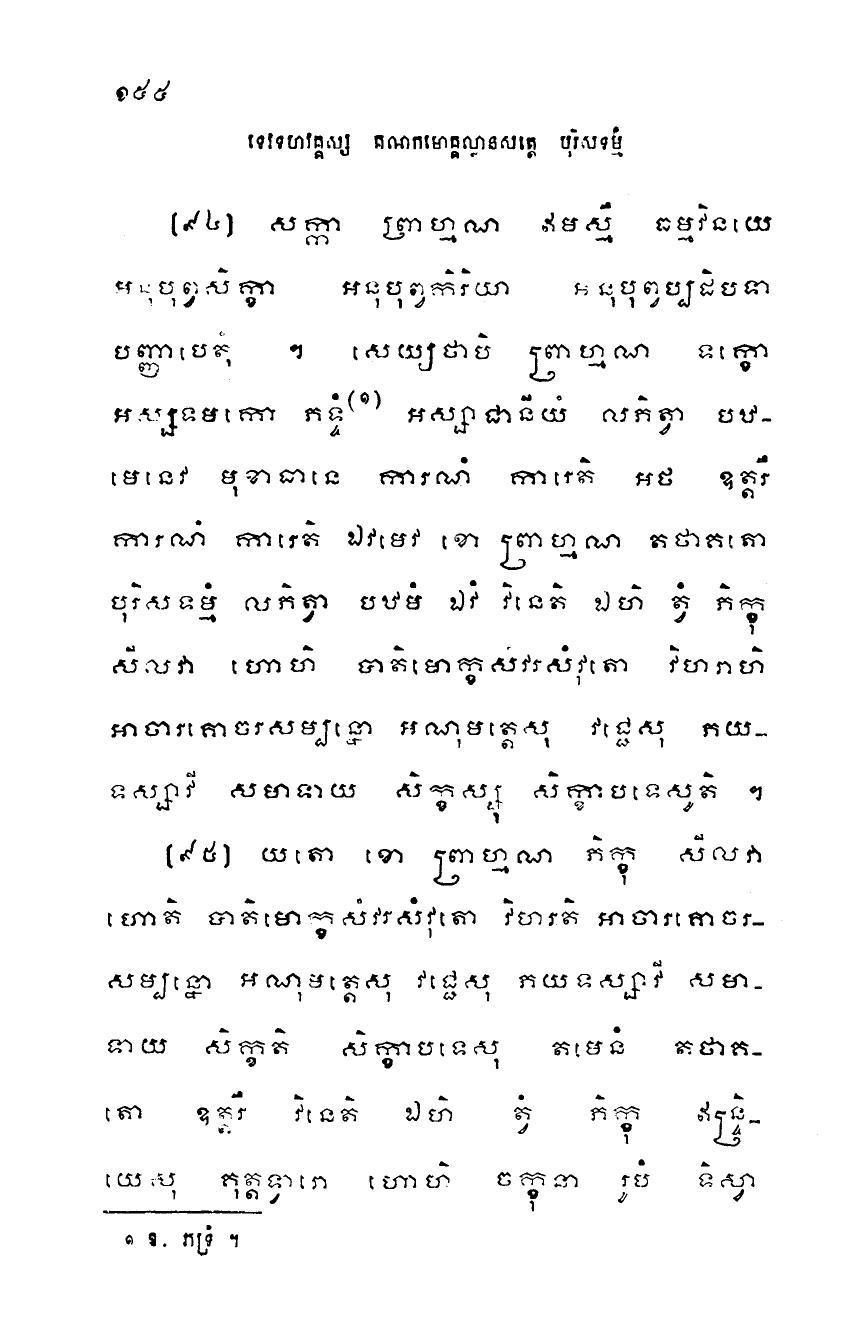 ១៥៥
ទេវទហវគ្គស្ស គណកមោគ្គល្លានសុត្តេ បុរិសទម្មំ
(៩៤) សក្កា ព្រាហ្មណ ឥមស្មឹ ធម្មវិនយេ
អនុបុព្វសិក្ខា អនុបុព្វកិរិយា អនុបុព្វប្បដិបទា
បញ្ញាបេតុំ ។ សេយ្យថាបិ ព្រាហ្មណ ទក្ខោ
អស្សទមកោ ភទ្ទំ(១) អស្សាជានីយំ លភិត្វា បឋ-
មេនេវ មុខាធានេ ការណំ ការេតិ អថ ឧត្តរឹ
ការណំ ការេតិ ឯវមេវ ខោ ព្រាហ្មណ តថាគតោ
បុរិសទម្មំ លភិត្វា បឋមំ ឯវំ វិនេតិ ឯហិ ត្វំ ភិក្ខុ
សីលវា ហោហិ បាតិមោក្ខសំវរសំវុតោ វិហរាហិ
អាចារគោចរសម្បន្នោ អណុមត្តេសុ វជ្ជេសុ ភយ-
ទស្សាវី សមាទាយ សិក្ខស្សុ សិក្ខាបទេសូតិ ។
(៩៥) យតោ ខោ ព្រាហ្មណ ភិក្ខុ សីលវា
ហោតិ បាតិមោក្ខសំវរសំវុតោ វិហរតិ អាចារគោចរ-
សម្បន្នោ អណុមត្តេសុ វជ្ជេសុ ភយទស្សាវី សមា-
ទាយ សិក្ខតិ សិក្ខាបទេសុ តមេនំ តថាគ-
តោ ឧត្តរឹ វិនេតិ ឯហិ ត្វំ ភិក្ខុ ឥន្ទ្រិ-
យេសុ គុត្តទ្វារោ ហោហិ ចក្ខុនា រូបំ ទិស្វា
១ ឱ. ភទ្រំ ។